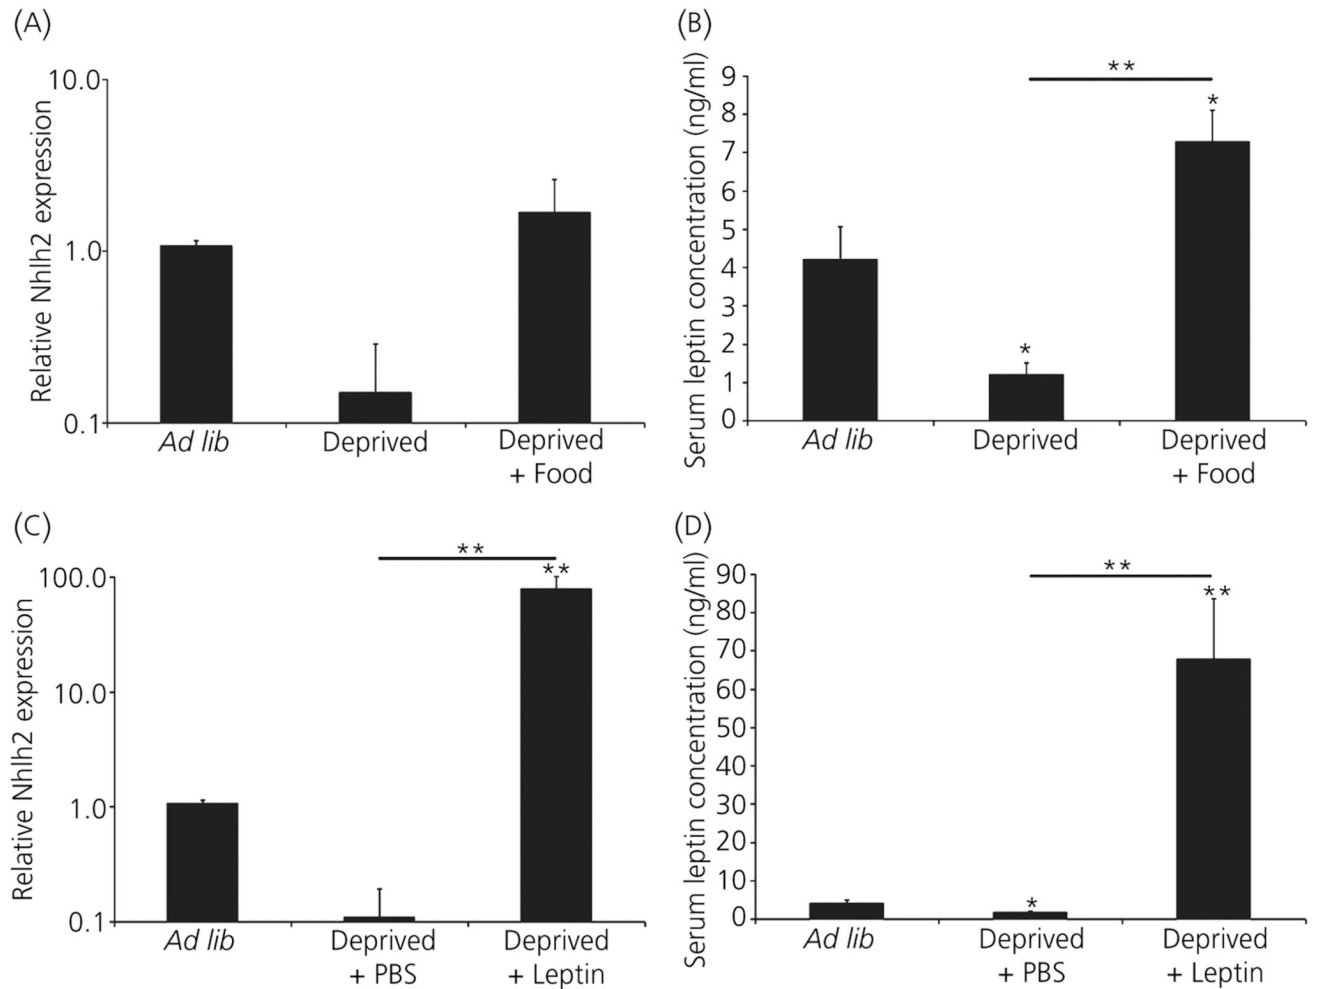 (A)
Relative Nhlh2 expression
10.0
1.0
0.1
Ad lib
Deprived
Deprived
+ Food
(B)
Serum leptin concentration (ng/ml)
9
8
7
6
5
4
3
2
1
0
**
*
*
Ad lib
Deprived
Deprived
+ Food
(C)
Relative Nhlh2 expression
100.0
10.0
1.0
0.1
**
**
Ad lib
Deprived
+ PBS
Deprived
+ Leptin
(D)
Serum leptin concentration (ng/ml)
90
80
70
60
50
40
30
20
10
0
**
**
*
Ad lib
Deprived
+ PBS
Deprived
+ Leptin